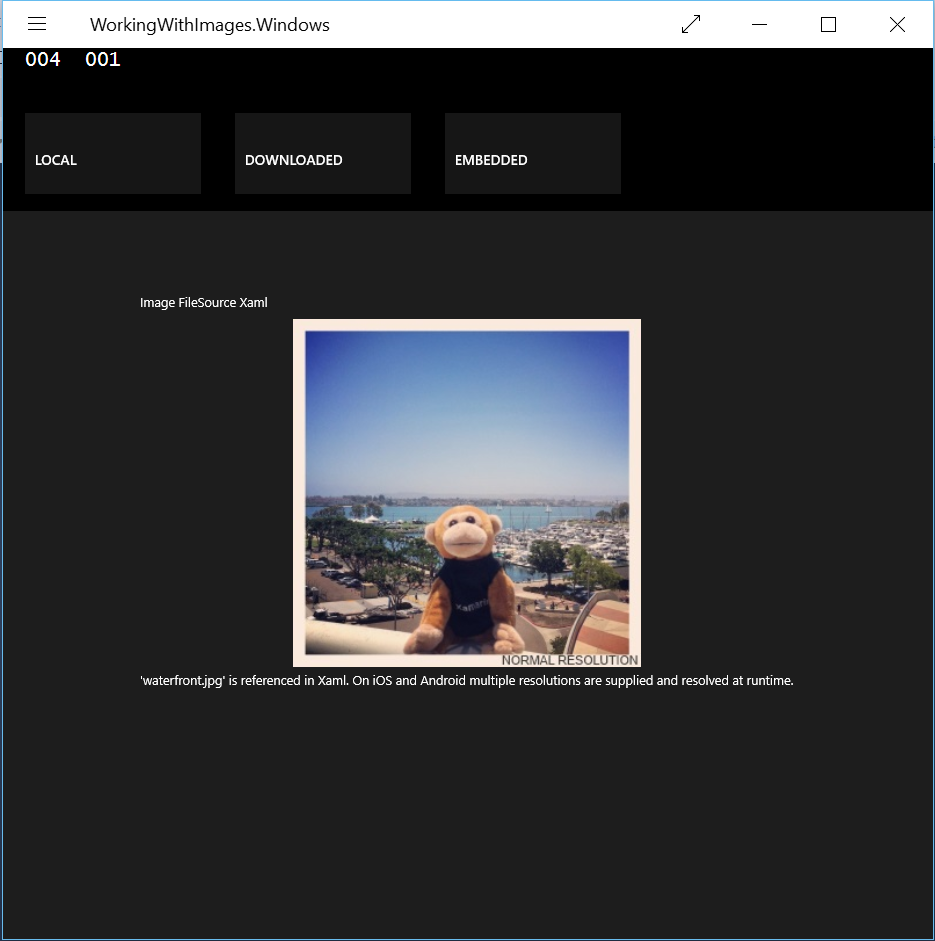 WorkingWithImages.Windows
004 001
LOCAL DOWNLOADED EMBEDDED
Image FileSource Xaml
xamarin
NORMAL RESOLUTION
'waterfront.jpg' is referenced in Xaml. On iOS and Android multiple resolutions are supplied and resolved at runtime.